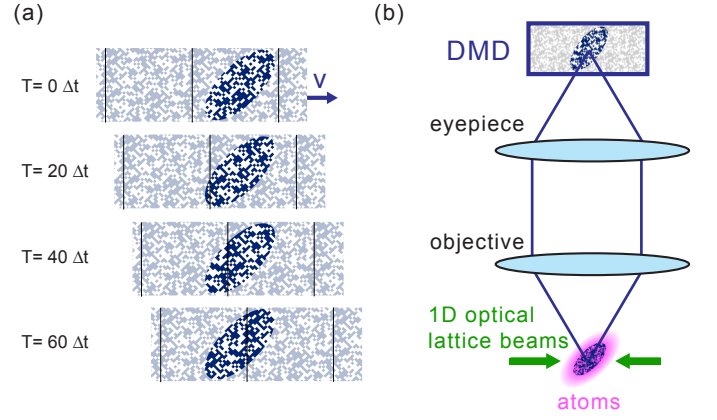 (a)
T= 0 Δt
V
T= 20 Δt
T= 40 Δt
T= 60 Δt
(b)
DMD
eyepiece
objective
1D optical
lattice beams
atoms